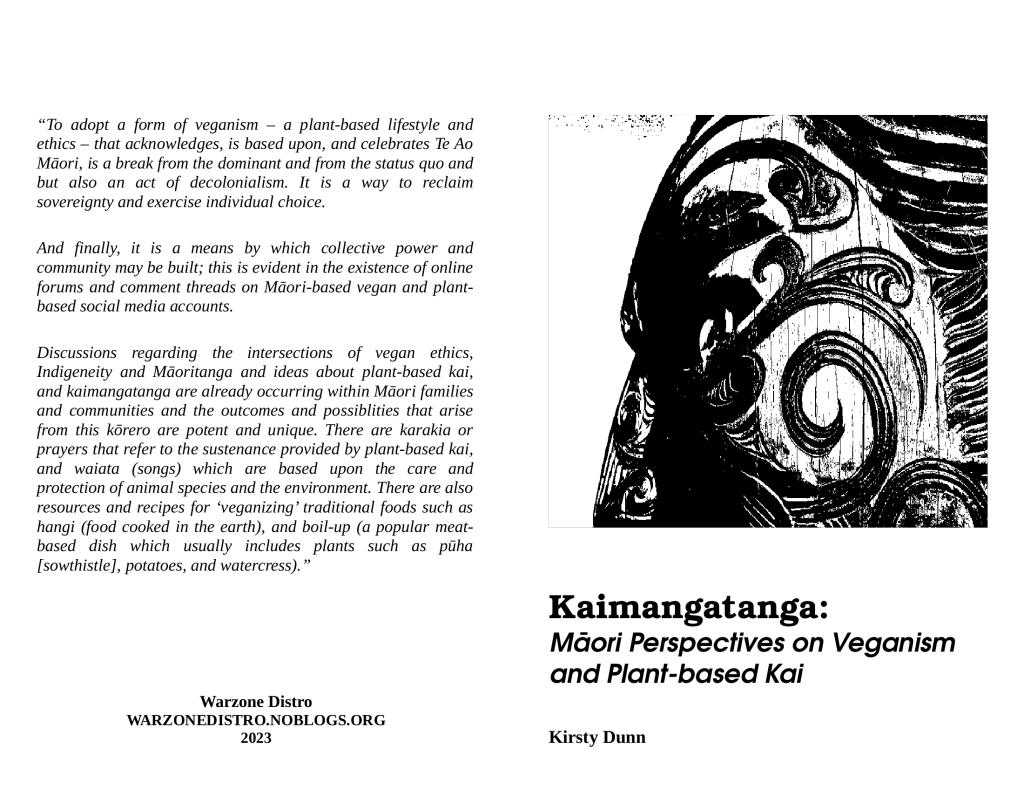 “To adopt a form of veganism – a plant-based lifestyle and
ethics – that acknowledges, is based upon, and celebrates Te Ao
Māori, is a break from the dominant and from the status quo and
but also an act of decolonialism. It is a way to reclaim
sovereignty and exercise individual choice.
And finally, it is a means by which collective power and
community may be built; this is evident in the existence of online
forums and comment threads on Māori-based vegan and plant-
based social media accounts.
Discussions regarding the intersections of vegan ethics,
Indigeneity and Māoritanga and ideas about plant-based kai,
and kaimangatanga are already occurring within Māori families
and communities and the outcomes and possiblities that arise
from this kōrero are potent and unique. There are karakia or
prayers that refer to the sustenance provided by plant-based kai,
and waiata (songs) which are based upon the care and
protection of animal species and the environment. There are also
resources and recipes for ‘veganizing’ traditional foods such as
hangi (food cooked in the earth), and boil-up (a popular meat-
based dish which usually includes plants such as pūha
[sowthistle], potatoes, and watercress).”
Warzone Distro
WARZONEDISTRO.NOBLOGS.ORG
2023
Kaimangatanga:
Māori Perspectives on Veganism
and Plant-based Kai
Kirsty Dunn